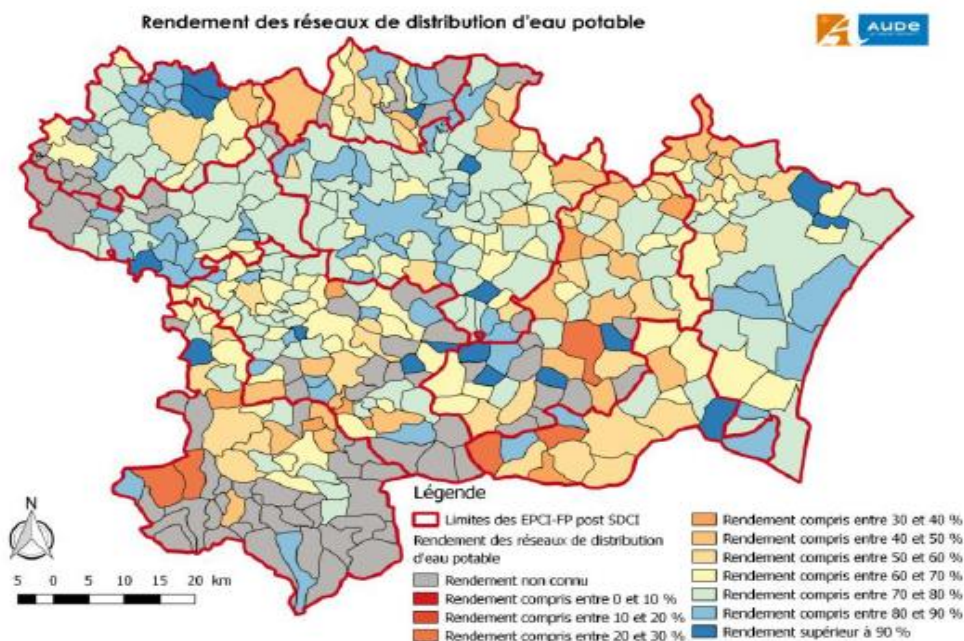 Rendement des réseaux de distribution d'eau potable
AUDE
Légende
Limites des EPCI-FP post SDCI
Rendement des réseaux de distribution
d'eau potable
Rendement non connu
Rendement compris entre 0 et 10 %
Rendement compris entre 10 et 20 %
Rendement compris entre 20 et 30 %
Rendement compris entre 30 et 40 %
Rendement compris entre 40 et 50 %
Rendement compris entre 50 et 60 %
Rendement compris entre 60 et 70 %
Rendement compris entre 70 et 80 %
Rendement compris entre 80 et 90 %
Rendement supérieur à 90 %
N
5 0 5 10 15 20 km